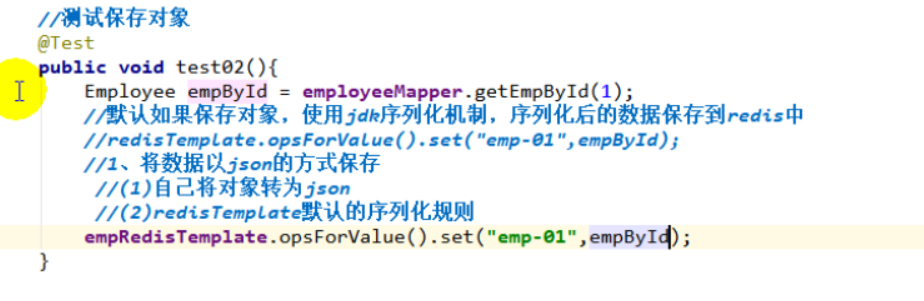 //测试保存对象
@Test
public void test02(){
Employee empById = employeeMapper.getEmpById(1);
//默认如果保存对象，使用jdk序列化机制，序列化后的数据保存到redis中
//redisTemplate.opsForValue().set("emp-01",empById);
//1、将数据以json的方式保存
//(1)自己将对象转为json
//(2)redisTemplate默认的序列化规则
empRedisTemplate.opsForValue().set("emp-01",empById);
}